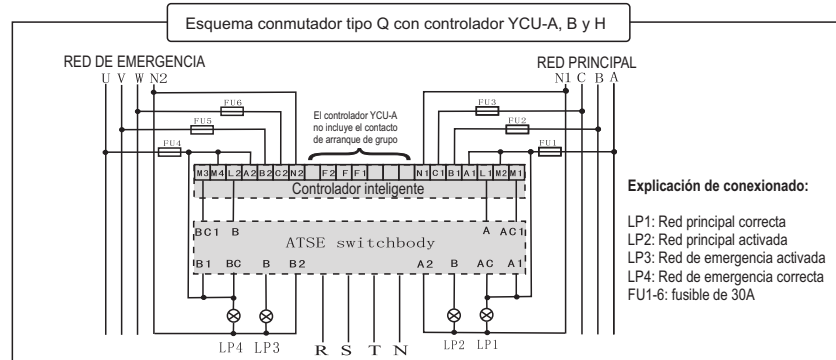 Esquema conmutador tipo Q con controlador YCU-A, B y H
RED DE EMERGENCIA
U V W N2
RED PRINCIPAL
N1 C B A
FU6
FU5
FU4
El controlador YCU-A
no incluye el contacto
de arranque de grupo
FU3
FU2
FU1
M3 M4 L2 A2 B2 C2 N2 F2 F F1 N1 C1 B1 A1 L1 M2 M1
Controlador inteligente
BC1 B A AC1
ATSE switchbody
B1 BC B B2 A2 B AC A1
LP4 LP3 R S T N LP2 LP1
Explicación de conexionado:
LP1: Red principal correcta
LP2: Red principal activada
LP3: Red de emergencia activada
LP4: Red de emergencia correcta
FU1-6: fusible de 30A